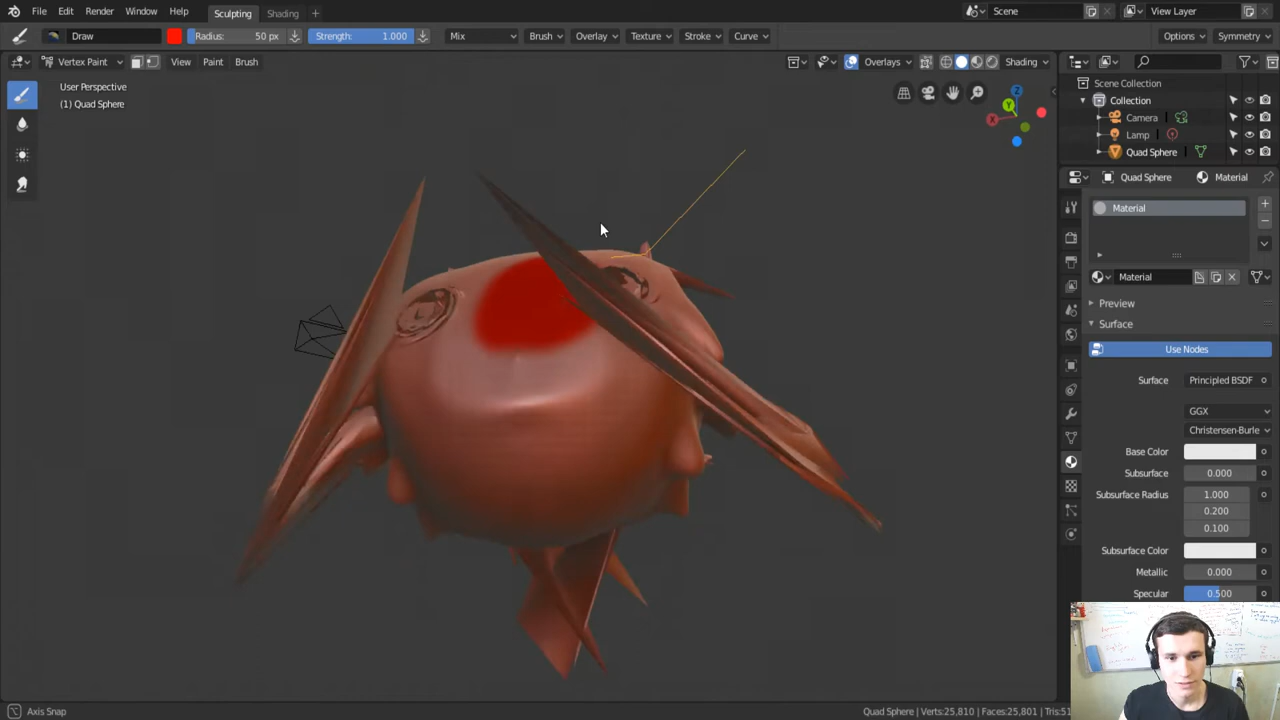 File Edit Render Window Help Sculpting Shading + Scene View Layer
Draw Radius: 50 px Strength: 1.000 Mix Brush Overlay Texture Stroke Curve Options Symmetry
Vertex Paint View Paint Brush Overlays Shading
User Perspective
(1) Quad Sphere
Z
Y
X
Scene Collection
Collection
Camera
Lamp
Quad Sphere
Quad Sphere Material
Material
Material
Preview
Surface
Use Nodes
Surface Principled BSDF
GGX
Christensen-Burle
Base Color
Subsurface 0.000
Subsurface Radius 1.000
0.200
0.100
Subsurface Color
Metallic 0.000
Specular 0.500
Axis Snap
Quad Sphere | Verts:25,810 | Faces:25,801 | Tris:51